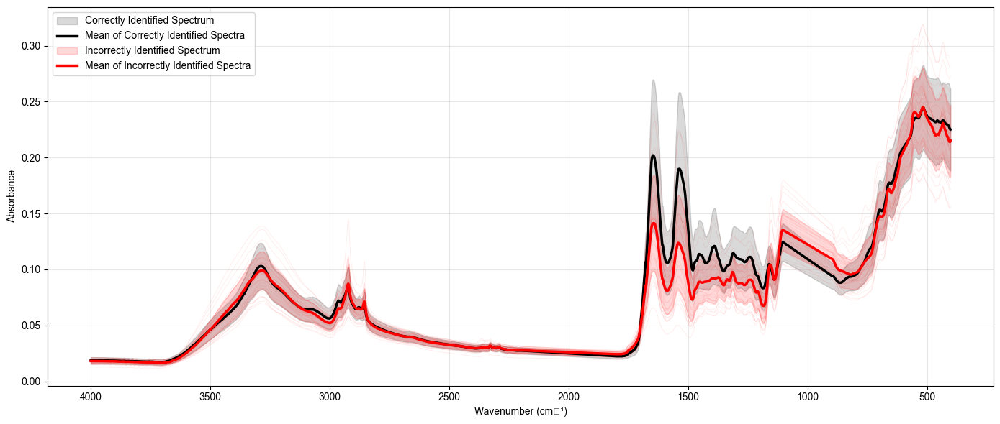 Correctly Identified Spectrum
Mean of Correctly Identified Spectra
Incorrectly Identified Spectrum
Mean of Incorrectly Identified Spectra
Absorbance
0.30
0.25
0.20
0.15
0.10
0.05
0.00
4000 3500 3000 2500 2000 1500 1000 500
Wavenumber (cm▯¹)